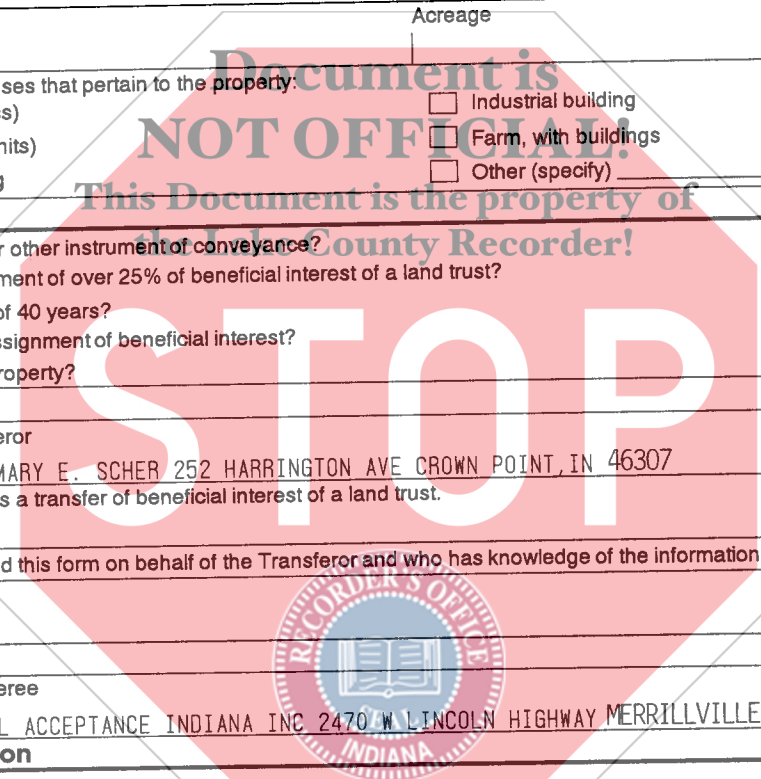 Acreage
Document is
ses that pertain to the property:
s) Industrial building
NOT OFFICIAL!
nits) Farm, with buildings
g Other (specify)
This Document is the property of
r other instrument of conveyance?
the Lake County Recorder!
ment of over 25% of beneficial interest of a land trust?
of 40 years?
ssignment of beneficial interest?
roperty?
STOP
eror
MARY E. SCHER 252 HARRINGTON AVE CROWN POINT, IN 46307
s a transfer of beneficial interest of a land trust.
d this form on behalf of the Transferor and who has knowledge of the information
RECORDER'S OFFICE
SEAL
INDIANA
eree
L ACCEPTANCE INDIANA INC 2470 W LINCOLN HIGHWAY MERRILLVILLE
on